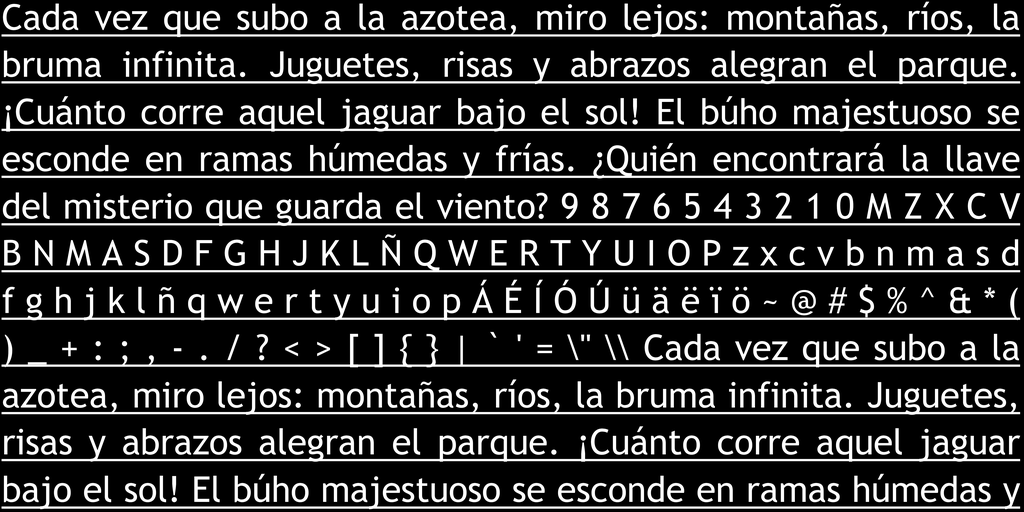 Cada vez que subo a la azotea, miro lejos: montañas, ríos, la
bruma infinita. Juguetes, risas y abrazos alegran el parque.
¡Cuánto corre aquel jaguar bajo el sol! El búho majestuoso se
esconde en ramas húmedas y frías. ¿Quién encontrará la llave
del misterio que guarda el viento? 9 8 7 6 5 4 3 2 1 0 M Z X C V
B N M A S D F G H J K L Ñ Q W E R T Y U I O P z x c v b n m a s d
f g h j k l ñ q w e r t y u i o p Á É Í Ó Ú ü ä ë ï ö ~ @ # $ % ^ & * (
) _ + : ; , - . / ? < > [ ] { } | ` ' = \" \\ Cada vez que subo a la
azotea, miro lejos: montañas, ríos, la bruma infinita. Juguetes,
risas y abrazos alegran el parque. ¡Cuánto corre aquel jaguar
bajo el sol! El búho majestuoso se esconde en ramas húmedas y